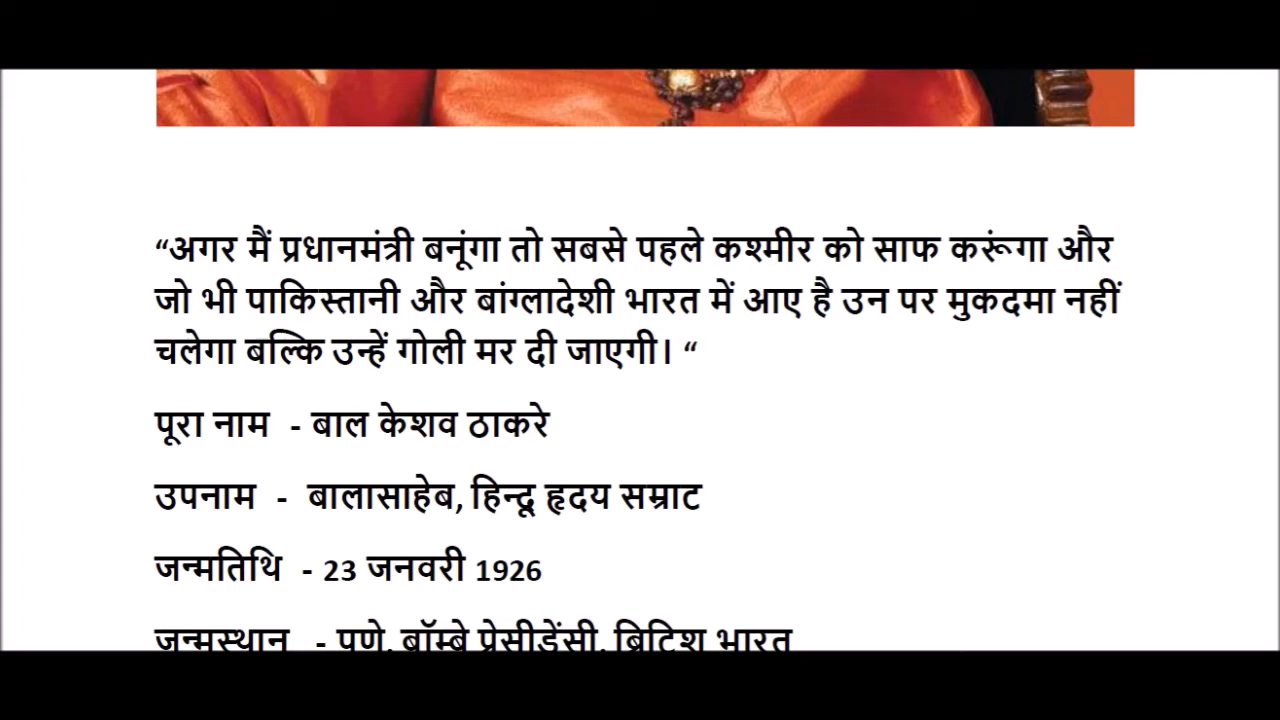 “अगर मैं प्रधानमंत्री बनूंगा तो सबसे पहले कश्मीर को साफ करूंगा और
जो भी पाकिस्तानी और बांग्लादेशी भारत में आए है उन पर मुकदमा नहीं
चलेगा बल्कि उन्हें गोली मर दी जाएगी। “
पूरा नाम - बाल केशव ठाकरे
उपनाम - बालासाहेब, हिन्दू हृदय सम्राट
जन्मतिथि - 23 जनवरी 1926
जन्मस्थान - पुणे, बॉम्बे प्रेसीडेंसी, ब्रिटिश भारत